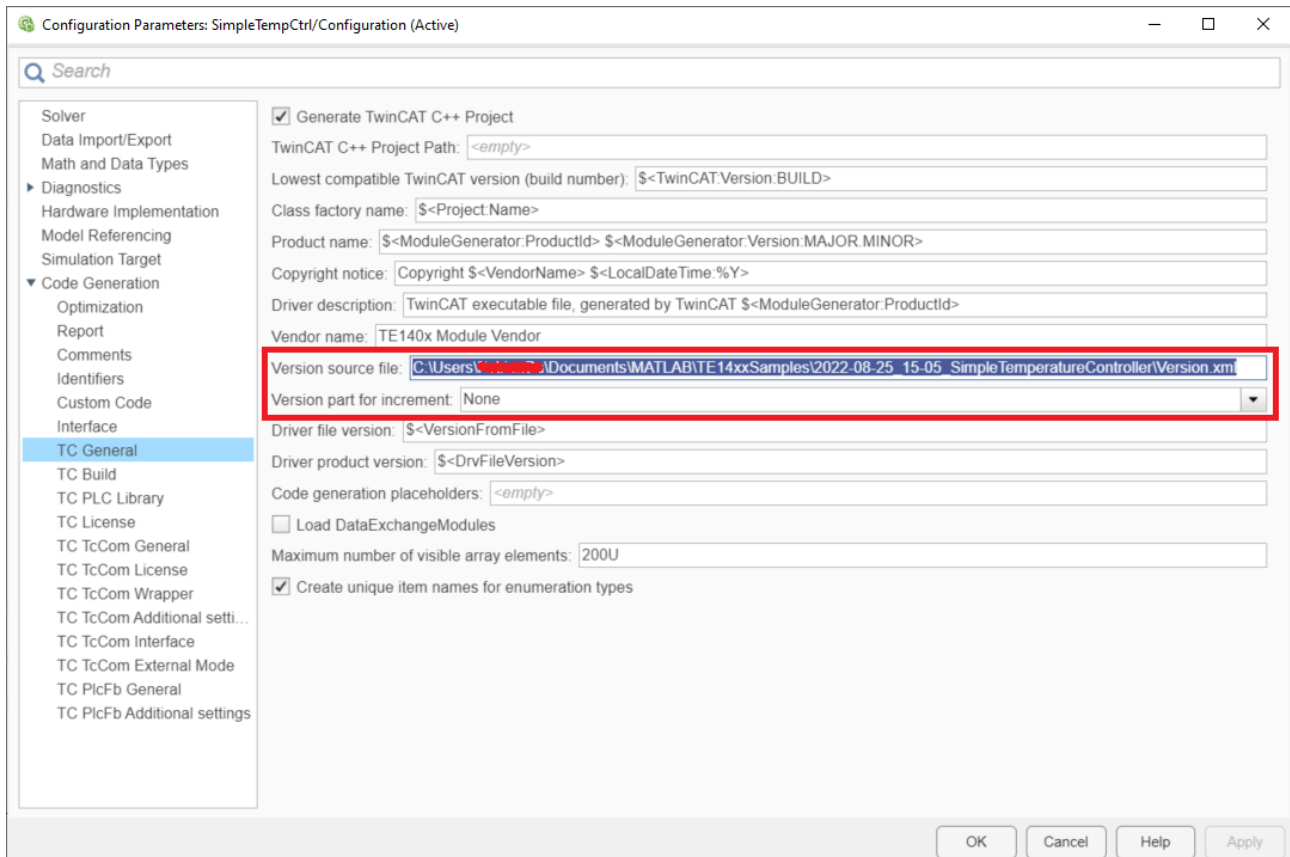 Configuration Parameters: SimpleTempCtrl/Configuration (Active)
Search
Solver
Data Import/Export
Math and Data Types
Diagnostics
Hardware Implementation
Model Referencing
Simulation Target
Code Generation
Optimization
Report
Comments
Identifiers
Custom Code
Interface
TC General
TC Build
TC PLC Library
TC License
TC TcCom General
TC TcCom License
TC TcCom Wrapper
TC TcCom Additional setti...
TC TcCom Interface
TC TcCom External Mode
TC PlcFb General
TC PlcFb Additional settings
Generate TwinCAT C++ Project
TwinCAT C++ Project Path: <empty>
Lowest compatible TwinCAT version (build number): $<TwinCAT:Version:BUILD>
Class factory name: $<Project:Name>
Product name: $<ModuleGenerator:ProductId> $<ModuleGenerator:Version:MAJOR.MINOR>
Copyright notice: Copyright $<VendorName> $<LocalDateTime:%Y>
Driver description: TwinCAT executable file, generated by TwinCAT $<ModuleGenerator:ProductId>
Vendor name: TE140x Module Vendor
Version source file: C:\Users\ \Documents\MATLAB\TE14xxSamples\2022-08-25_15-05_SimpleTemperatureController\Version.xml
Version part for increment: None
Driver file version: $<VersionFromFile>
Driver product version: $<DrvFileVersion>
Code generation placeholders: <empty>
Load DataExchangeModules
Maximum number of visible array elements: 200U
Create unique item names for enumeration types
OK Cancel Help Apply